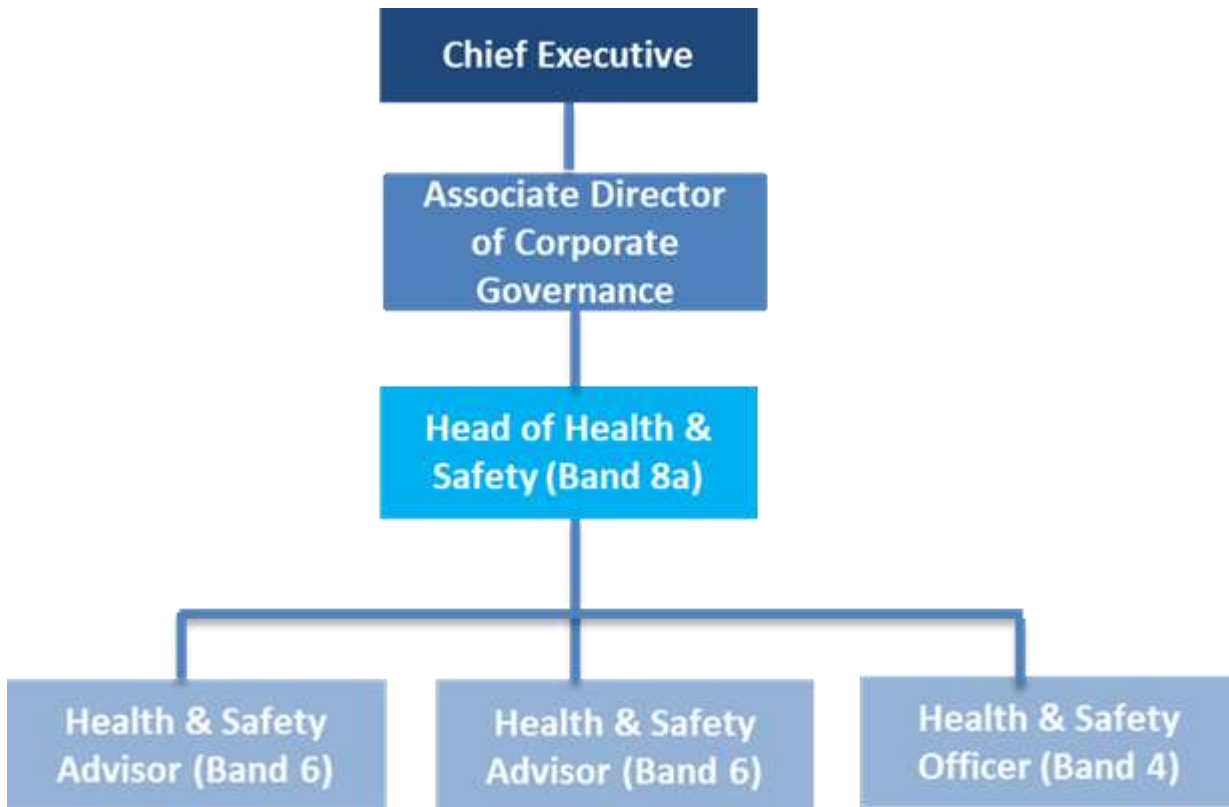 Chief Executive
Associate Director
of Corporate
Governance
Head of Health &
Safety (Band 8a)
Health & Safety
Advisor (Band 6)
Health & Safety
Advisor (Band 6)
Health & Safety
Officer (Band 4)